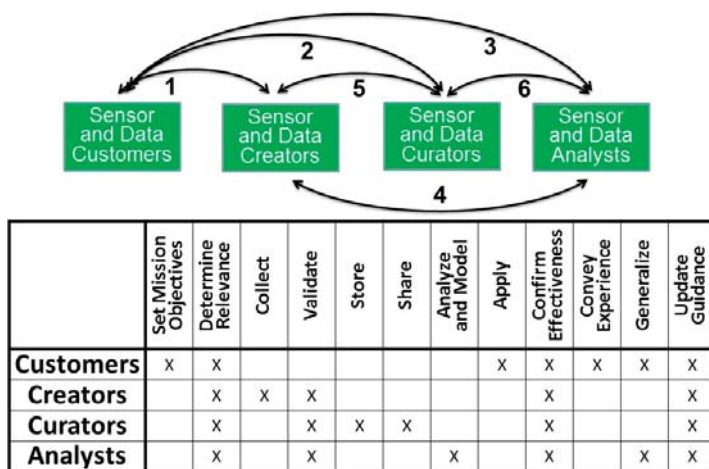 1
2
3
5
6
Sensor
and Data
Customers
Sensor
and Data
Creators
Sensor
and Data
Curators
Sensor
and Data
Analysts
4
Set Mission
Objectives
Determine
Relevance
Collect
Validate
Store
Share
Analyze
and Model
Apply
Confirm
Effectiveness
Convey
Experience
Generalize
Update
Guidance
Customers X X X X X X X
Creators X X X X X
Curators X X X X X X
Analysts X X X X X X